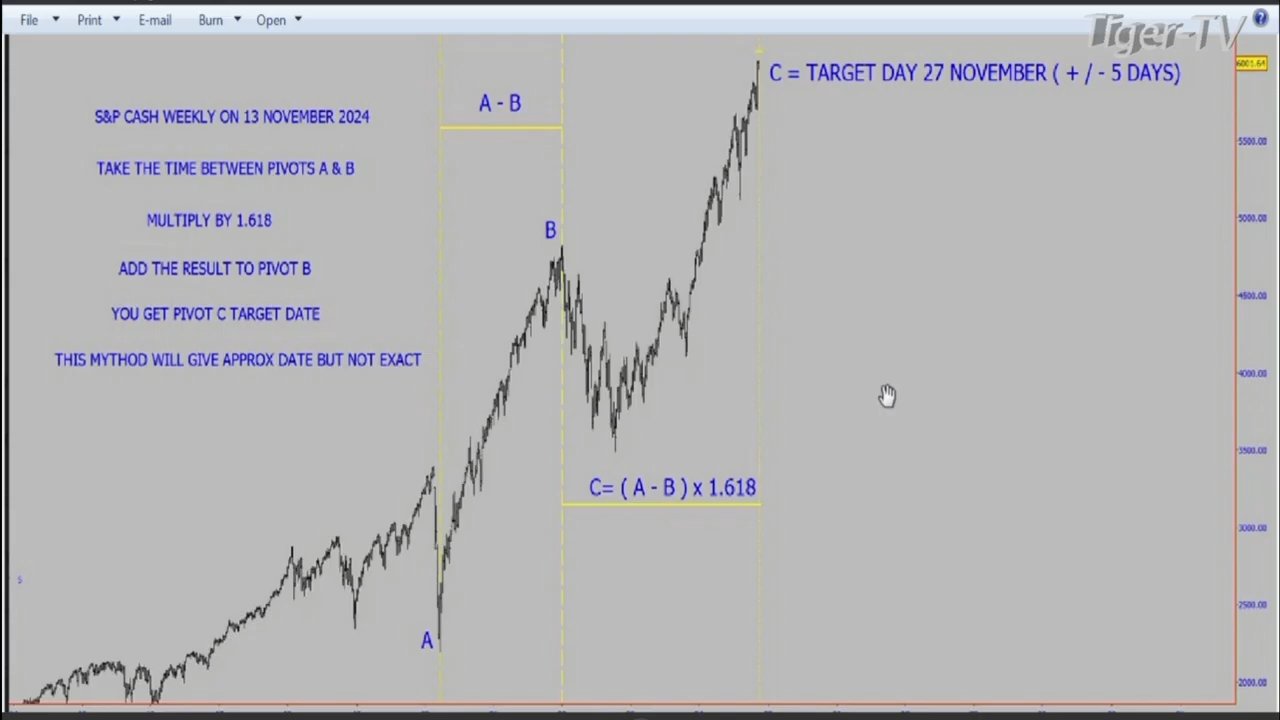 File Print E-mail Burn Open
Tiger-TV
C = TARGET DAY 27 NOVEMBER ( + / - 5 DAYS)
6001.64
A - B
S&P CASH WEEKLY ON 13 NOVEMBER 2024
5500.00
TAKE THE TIME BETWEEN PIVOTS A & B
MULTIPLY BY 1.618
5000.00
B
ADD THE RESULT TO PIVOT B
4500.00
YOU GET PIVOT C TARGET DATE
THIS MYTHOD WILL GIVE APPROX DATE BUT NOT EXACT
4000.00
3500.00
C= ( A - B ) x 1.618
3000.00
2500.00
A
2000.00